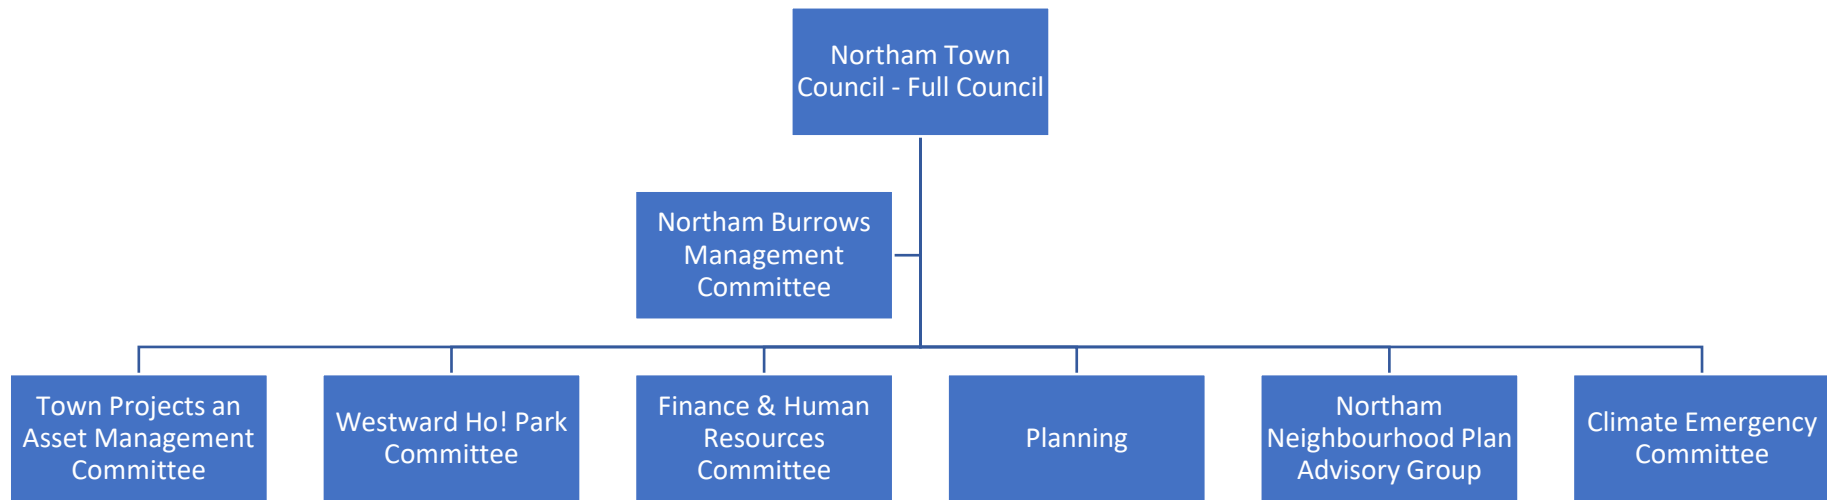 Northam Town
Council - Full Council
Northam Burrows
Management
Committee
Town Projects an
Asset Management
Committee
Westward Ho! Park
Committee
Finance & Human
Resources
Committee
Planning
Northam
Neighbourhood Plan
Advisory Group
Climate Emergency
Committee